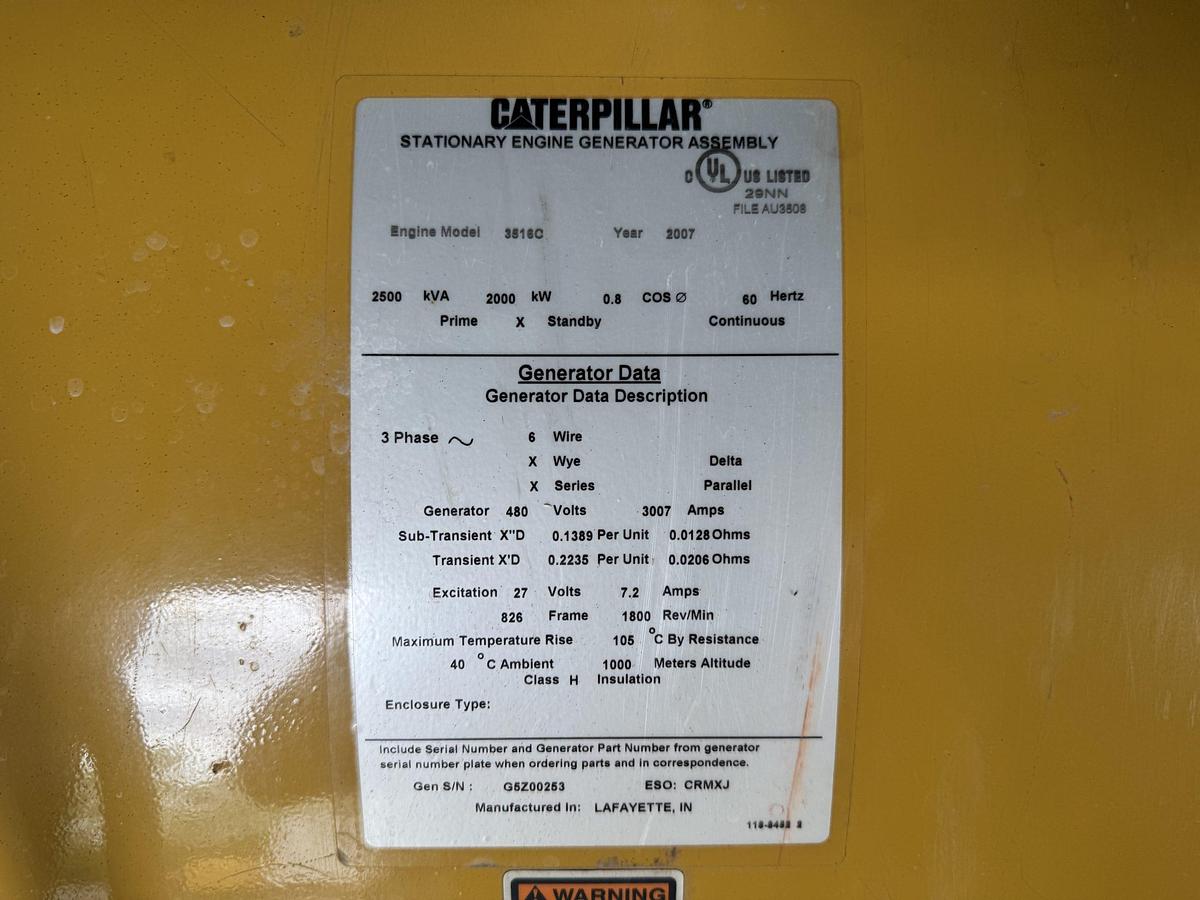 CATERPILLAR®
STATIONARY ENGINE GENERATOR ASSEMBLY
C UL US LISTED
29NN
FILE AU3508
Engine Model 3516C Year 2007
2500 kVA 2000 kW 0.8 COS Ø 60 Hertz
Prime X Standby Continuous
Generator Data
Generator Data Description
3 Phase ~ 6 Wire
X Wye Delta
X Series Parallel
Generator 480 Volts 3007 Amps
Sub-Transient X"D 0.1389 Per Unit 0.0128 Ohms
Transient X'D 0.2235 Per Unit 0.0206 Ohms
Excitation 27 Volts 7.2 Amps
826 Frame 1800 Rev/Min
Maximum Temperature Rise 105 °C By Resistance
40 °C Ambient 1000 Meters Altitude
Class H Insulation
Enclosure Type:
Include Serial Number and Generator Part Number from generator
serial number plate when ordering parts and in correspondence.
Gen S/N : G5Z00253 ESO: CRMXJ
Manufactured In: LAFAYETTE, IN
WARNING